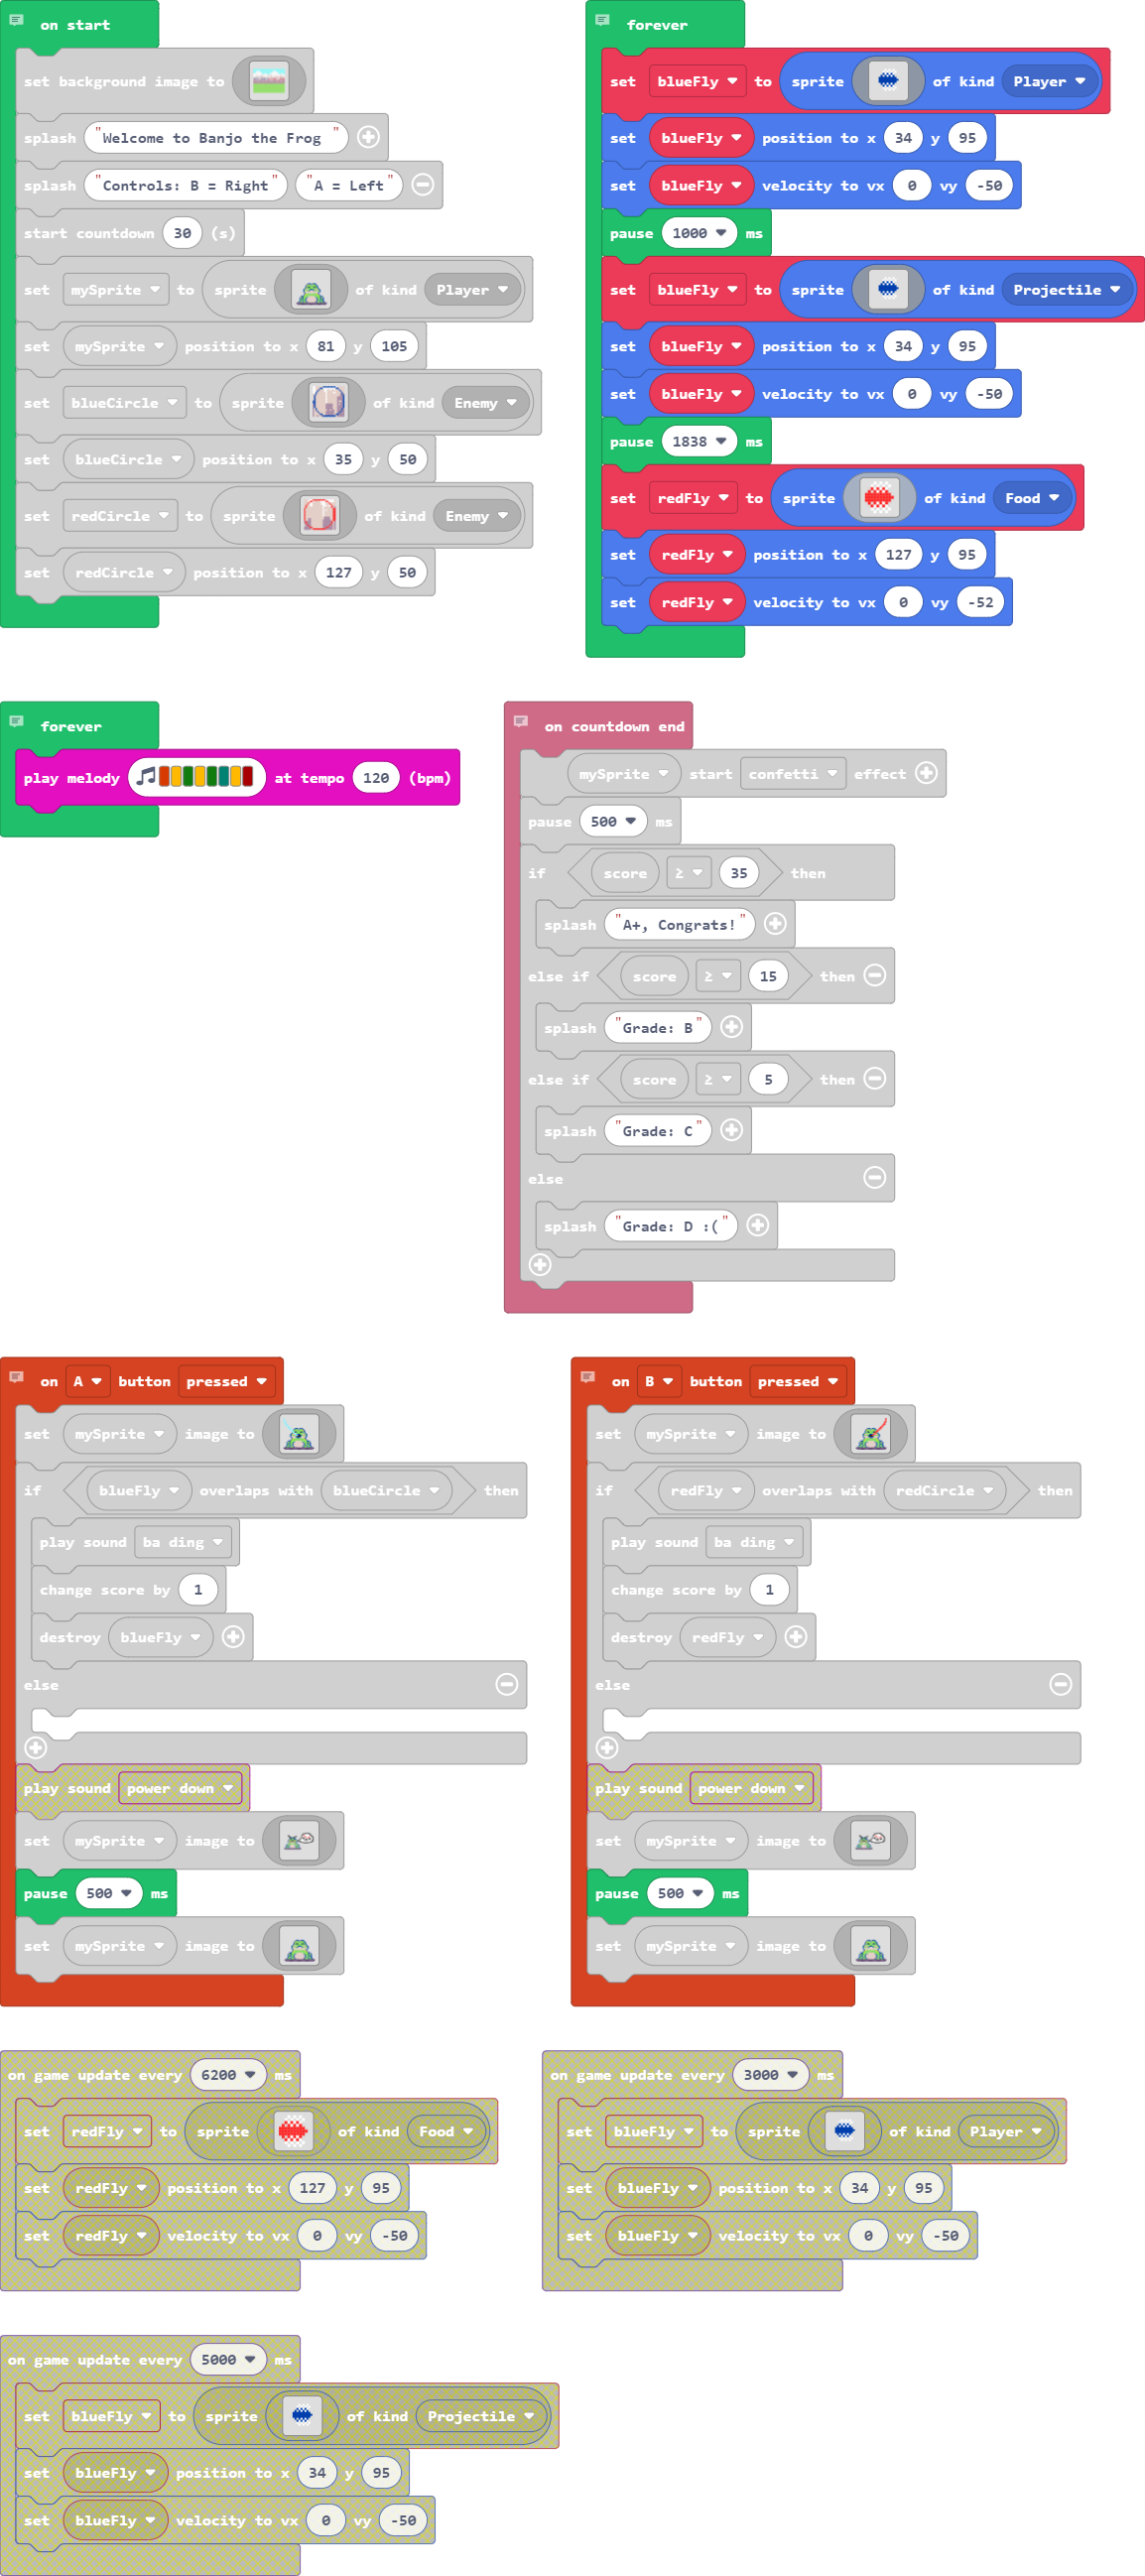 on start
set background image to
splash "Welcome to Banjo the Frog "
splash "Controls: B = Right" "A = Left"
start countdown 30 (s)
set mySprite to sprite of kind Player
set mySprite position to x 81 y 105
set blueCircle to sprite of kind Enemy
set blueCircle position to x 35 y 50
set redCircle to sprite of kind Enemy
set redCircle position to x 127 y 50
forever
set blueFly to sprite of kind Player
set blueFly position to x 34 y 95
set blueFly velocity to vx 0 vy -50
pause 1000 ms
set blueFly to sprite of kind Projectile
set blueFly position to x 34 y 95
set blueFly velocity to vx 0 vy -50
pause 1838 ms
set redFly to sprite of kind Food
set redFly position to x 127 y 95
set redFly velocity to vx 0 vy -52
forever
play melody at tempo 120 (bpm)
on countdown end
mySprite start confetti effect
pause 500 ms
if score ≥ 35 then
splash "A+, Congrats!"
else if score ≥ 15 then
splash "Grade: B"
else if score ≥ 5 then
splash "Grade: C"
else
splash "Grade: D :("
on A button pressed
set mySprite image to
if blueFly overlaps with blueCircle then
play sound ba ding
change score by 1
destroy blueFly
else
play sound power down
set mySprite image to
pause 500 ms
set mySprite image to
on B button pressed
set mySprite image to
if redFly overlaps with redCircle then
play sound ba ding
change score by 1
destroy redFly
else
play sound power down
set mySprite image to
pause 500 ms
set mySprite image to
on game update every 6200 ms
set redFly to sprite of kind Food
set redFly position to x 127 y 95
set redFly velocity to vx 0 vy -50
on game update every 3000 ms
set blueFly to sprite of kind Player
set blueFly position to x 34 y 95
set blueFly velocity to vx 0 vy -50
on game update every 5000 ms
set blueFly to sprite of kind Projectile
set blueFly position to x 34 y 95
set blueFly velocity to vx 0 vy -50